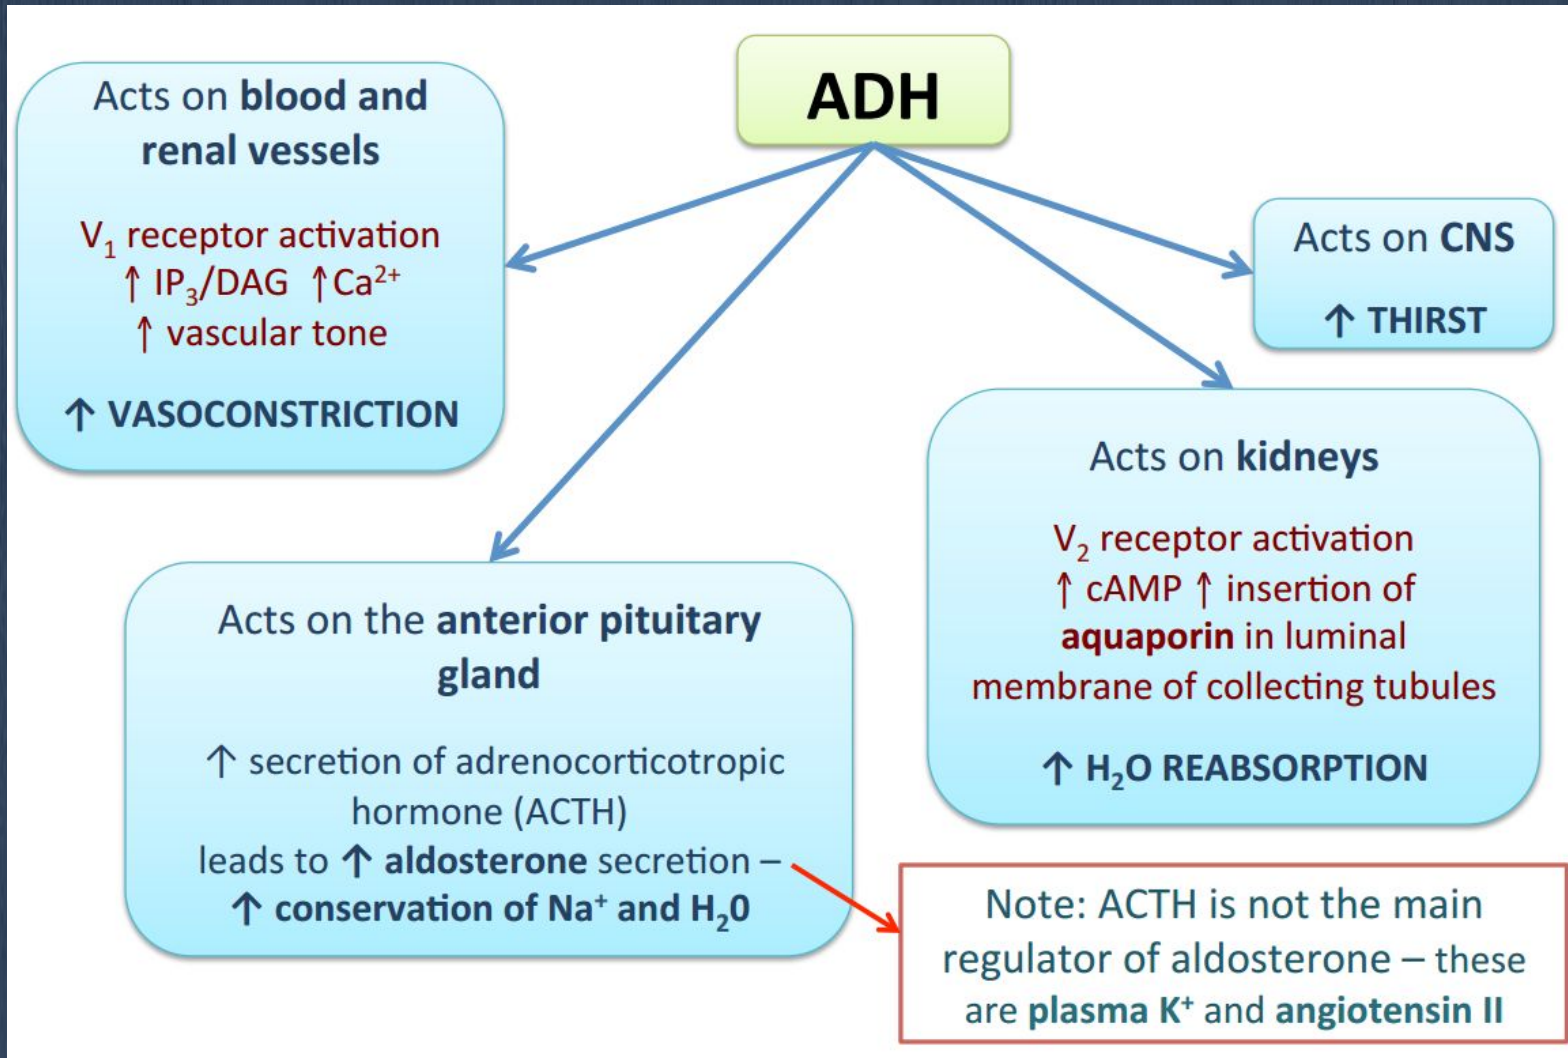 ADH
Acts on blood and
renal vessels
V₁ receptor activation
↑ IP₃/DAG ↑Ca²⁺
↑ vascular tone
↑ VASOCONSTRICTION
Acts on CNS
↑ THIRST
Acts on kidneys
V₂ receptor activation
↑ cAMP ↑ insertion of
aquaporin in luminal
membrane of collecting tubules
↑ H₂O REABSORPTION
Acts on the anterior pituitary
gland
↑ secretion of adrenocorticotropic
hormone (ACTH)
leads to ↑ aldosterone secretion –
↑ conservation of Na⁺ and H₂0
Note: ACTH is not the main
regulator of aldosterone – these
are plasma K⁺ and angiotensin II